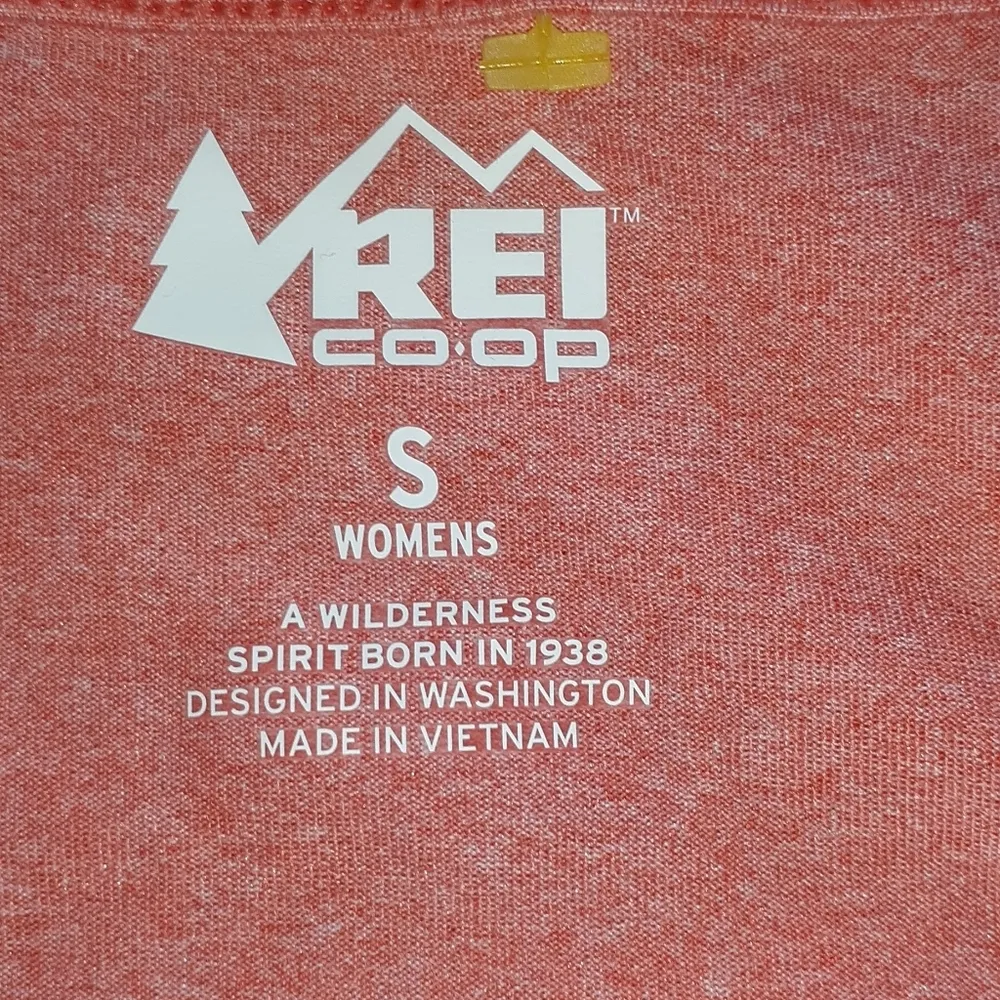 REI™
CO·OP
S
WOMENS
A WILDERNESS
SPIRIT BORN IN 1938
DESIGNED IN WASHINGTON
MADE IN VIETNAM